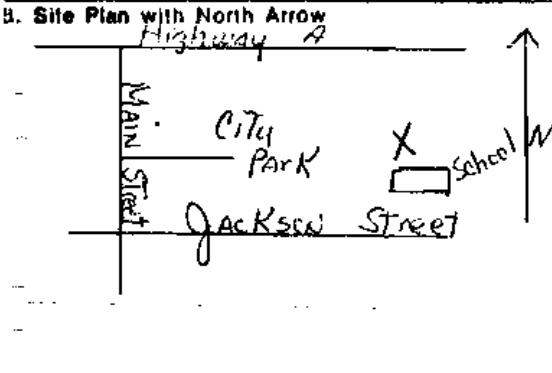 B. Site Plan with North Arrow
Highway A
MAIN Street
CITy
PARK
X
School
N
JACKSON Street